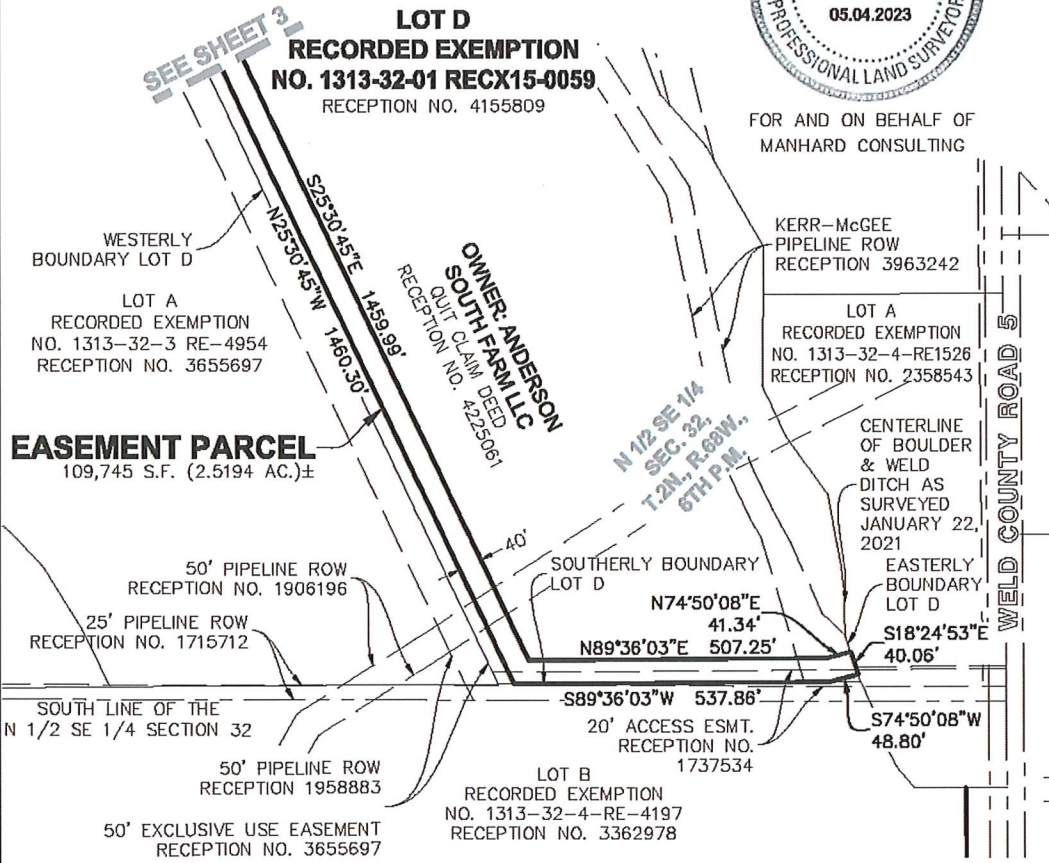 LOT D
RECORDED EXEMPTION
NO. 1313-32-01 RECX15-0059
RECEPTION NO. 4155809
SEE SHEET 3
05.04.2023
PROFESSIONAL LAND SURVEYOR
FOR AND ON BEHALF OF
MANHARD CONSULTING
WESTERLY
BOUNDARY LOT D
LOT A
RECORDED EXEMPTION
NO. 1313-32-3 RE-4954
RECEPTION NO. 3655697
S25°30'45"E 1459.99'
N25°30'45"W 1460.30'
OWNER: ANDERSON
SOUTH FARM LLC
QUIT CLAIM DEED
RECEPTION NO. 4225061
KERR-McGEE
PIPELINE ROW
RECEPTION 3963242
LOT A
RECORDED EXEMPTION
NO. 1313-32-4-RE1526
RECEPTION NO. 2358543
WELD COUNTY ROAD 5
EASEMENT PARCEL
109,745 S.F. (2.5194 AC.)±
N 1/2 SE 1/4
SEC. 32,
T.2N., R.68W.,
6TH P.M.
CENTERLINE
OF BOULDER
& WELD
DITCH AS
SURVEYED
JANUARY 22,
2021
40'
50' PIPELINE ROW
RECEPTION NO. 1906196
25' PIPELINE ROW
RECEPTION NO. 1715712
SOUTHERLY BOUNDARY
LOT D
EASTERLY
BOUNDARY
LOT D
N74°50'08"E
41.34'
S18°24'53"E
40.06'
N89°36'03"E 507.25'
S89°36'03"W 537.86'
S74°50'08"W
48.80'
SOUTH LINE OF THE
N 1/2 SE 1/4 SECTION 32
20' ACCESS ESMT.
RECEPTION NO.
1737534
50' PIPELINE ROW
RECEPTION 1958883
50' EXCLUSIVE USE EASEMENT
RECEPTION NO. 3655697
LOT B
RECORDED EXEMPTION
NO. 1313-32-4-RE-4197
RECEPTION NO. 3362978